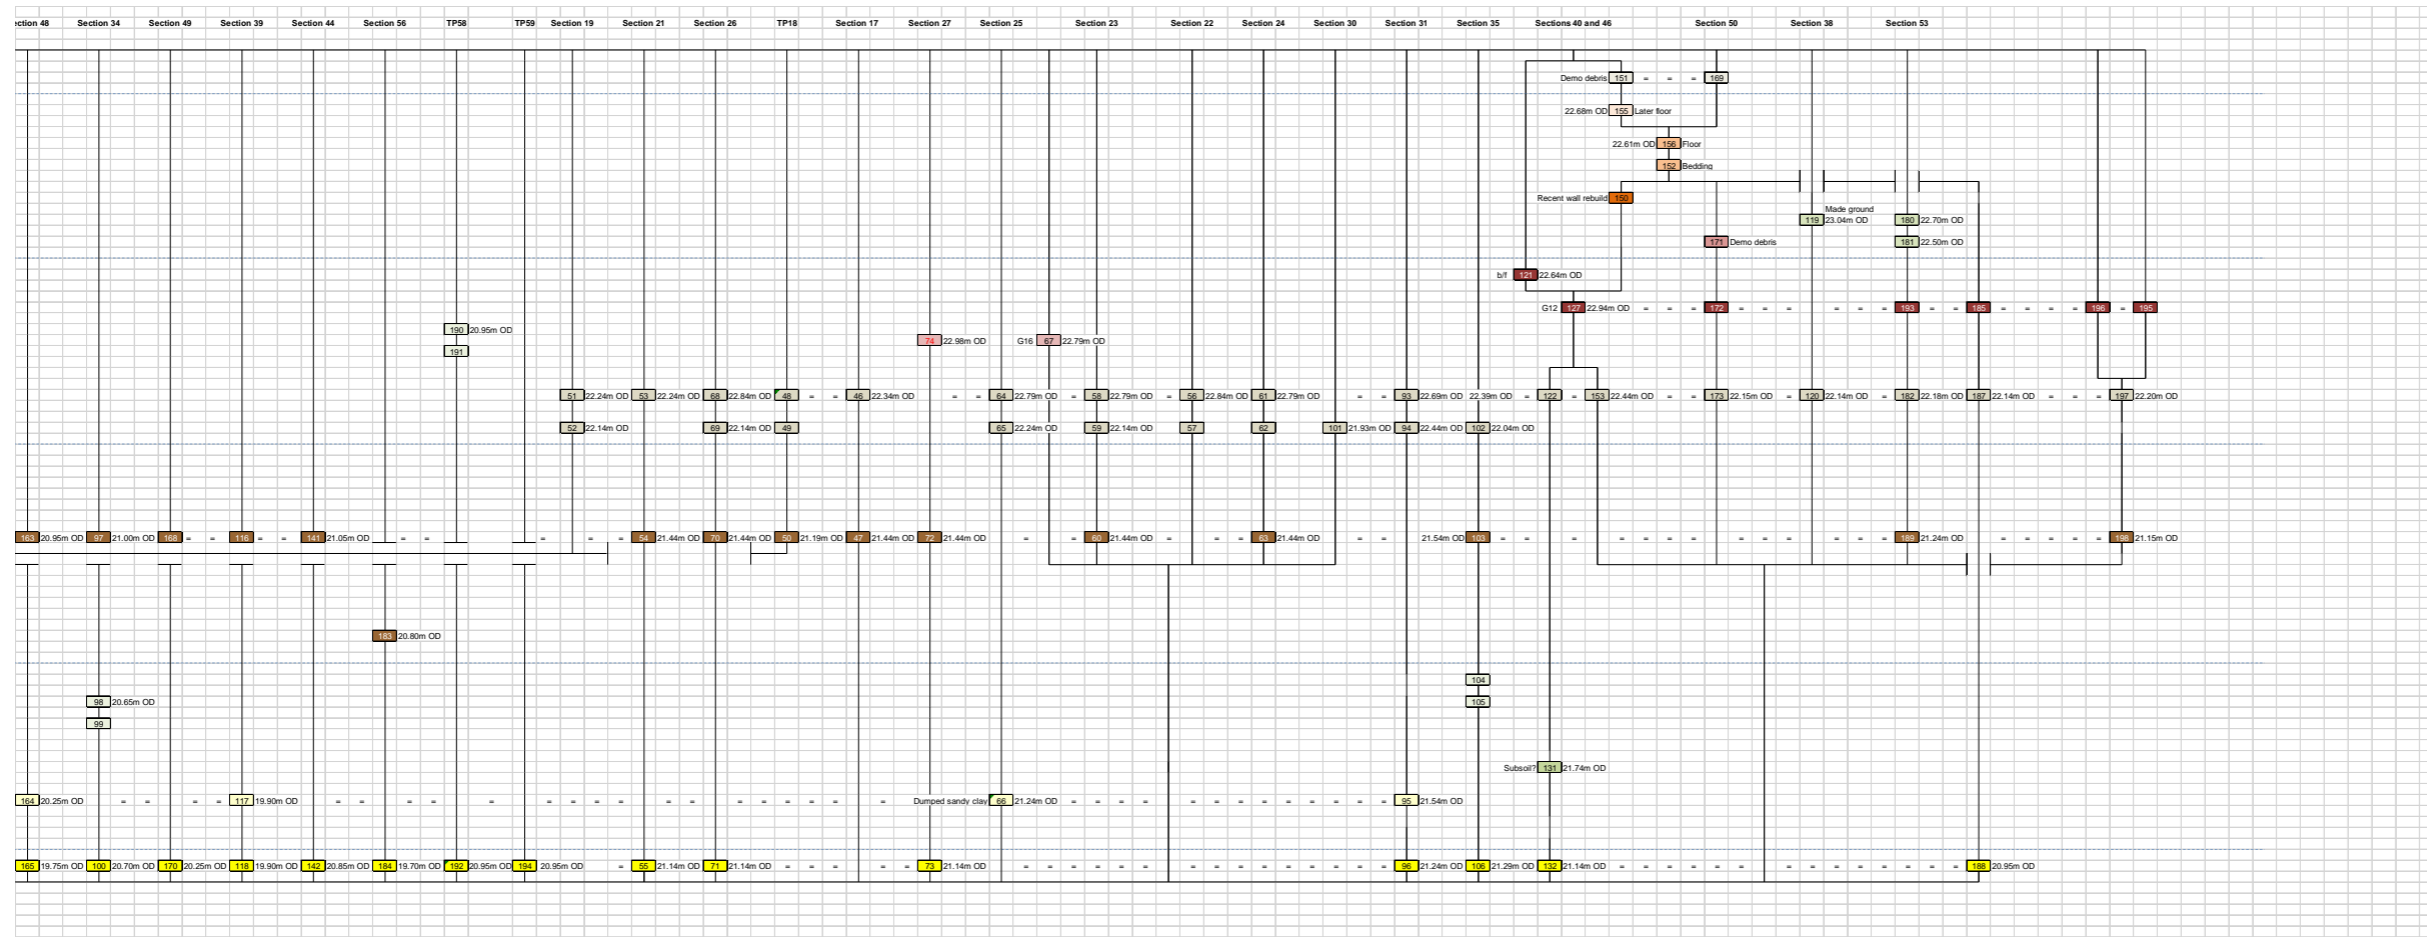 ection 48 Section 34 Section 49 Section 39 Section 44 Section 56 TP58 TP59 Section 19 Section 21 Section 26 TP18 Section 17 Section 27 Section 25 Section 23 Section 22 Section 24 Section 30 Section 31 Section 35 Sections 40 and 46 Section 50 Section 38 Section 53
Demo debris 151 = = = 169
22.68m OD 155 Later floor
22.61m OD 156 Floor
152 Bedding
Recent wall rebuild 150
Made ground
119 23.04m OD 180 22.70m OD
171 Demo debris 181 22.50m OD
b/f 121 22.64m OD
G12 127 22.94m OD = = 172 = = = = = = 193 = = 185 = = = = 196 = 195
190 20.95m OD
74 22.98m OD G16 67 22.79m OD
191
51 22.24m OD 53 22.24m OD 68 22.84m OD 48 = = 46 22.34m OD = = 64 22.79m OD = 58 22.79m OD = 56 22.84m OD 61 22.79m OD = = 93 22.69m OD 22.39m OD = 122 = 153 22.44m OD = 173 22.15m OD = 120 22.14m OD = 182 22.18m OD 187 22.14m OD = = = 197 22.20m OD
52 22.14m OD 69 22.14m OD 49 65 22.24m OD 59 22.14m OD 57 62 101 21.93m OD 94 22.44m OD 102 22.04m OD
163 20.95m OD 97 21.00m OD 168 = = 116 = = 141 21.05m OD = = = = = 54 21.44m OD 70 21.44m OD 50 21.19m OD 47 21.44m OD 72 21.44m OD = = 60 21.44m OD = = 63 21.44m OD = = 21.54m OD 103 = = = = = = = = = = = 189 21.24m OD = = = = = 198 21.15m OD
183 20.80m OD
104
98 20.65m OD 105
99
Subsoil? 131 21.74m OD
164 20.25m OD = = = = 117 19.90m OD = = = = = = = = = = = = = = = = = Dumped sandy clay 66 21.24m OD = = = = = = = = = = = = = 95 21.54m OD
165 19.75m OD 100 20.70m OD 170 20.25m OD 118 19.90m OD 142 20.85m OD 184 19.70m OD 192 20.95m OD 194 20.95m OD = 55 21.14m OD 71 21.14m OD = = = = = 73 21.14m OD = = = = = = = = = = = = = = = 96 21.24m OD 106 21.29m OD 132 21.14m OD = = = = = = = = = = = = = = = 188 20.95m OD